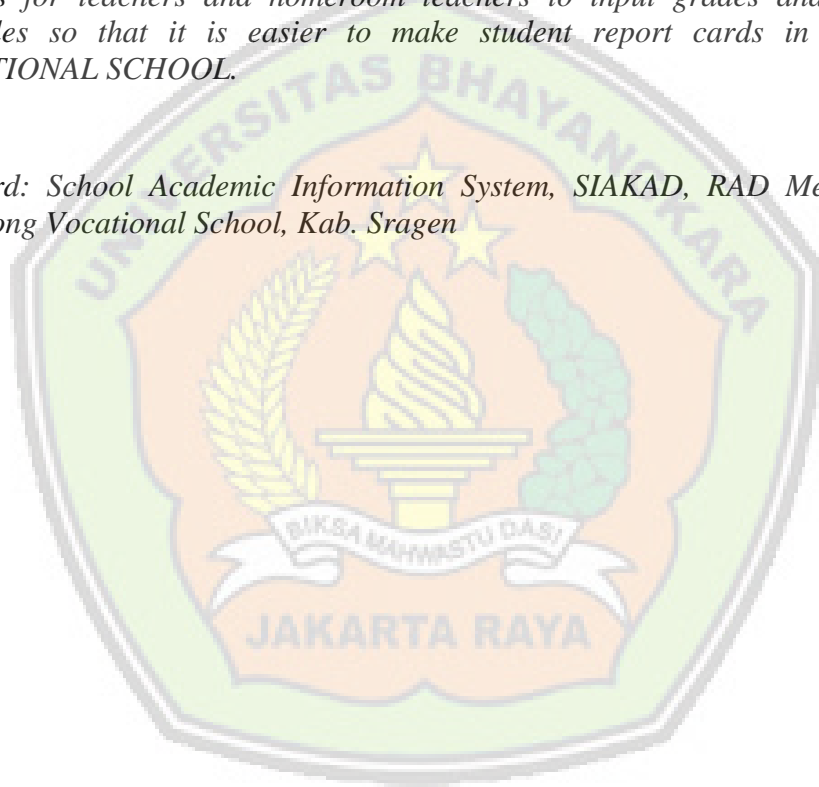 s for teachers and homeroom teachers to input grades and
les so that it is easier to make student report cards in
TIONAL SCHOOL.
UNIVERSITAS BHAYANGKARA
rd: School Academic Information System, SIAKAD, RAD Me
ong Vocational School, Kab. Sragen
BIKSA MAHWASTU DASI
JAKARTA RAYA